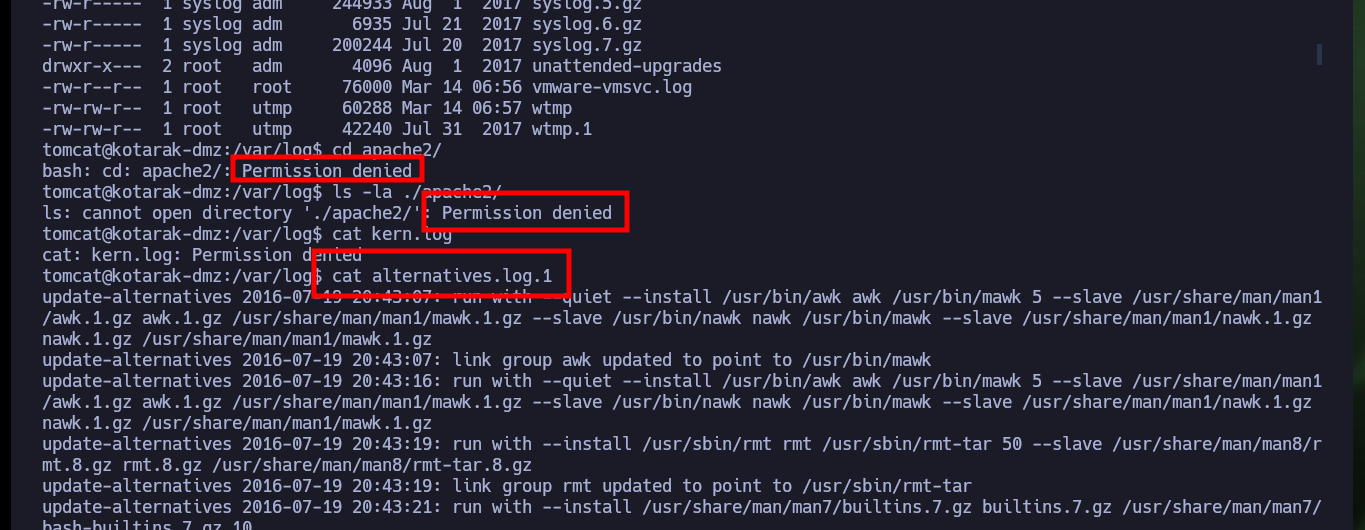 -rw-r-----  1 syslog adm     244933 Aug  1  2017 syslog.5.gz
-rw-r-----  1 syslog adm       6935 Jul 21  2017 syslog.6.gz
-rw-r-----  1 syslog adm     200244 Jul 20  2017 syslog.7.gz
drwxr-x---  2 root   adm       4096 Aug  1  2017 unattended-upgrades
-rw-r--r--  1 root   root     76000 Mar 14 06:56 vmware-vmsvc.log
-rw-rw-r--  1 root   utmp     60288 Mar 14 06:57 wtmp
-rw-rw-r--  1 root   utmp     42240 Jul 31  2017 wtmp.1
tomcat@kotarak-dmz:/var/log$ cd apache2/
bash: cd: apache2/: Permission denied
tomcat@kotarak-dmz:/var/log$ ls -la ./apache2/
ls: cannot open directory './apache2/': Permission denied
tomcat@kotarak-dmz:/var/log$ cat kern.log
cat: kern.log: Permission denied
tomcat@kotarak-dmz:/var/log$ cat alternatives.log.1
update-alternatives 2016-07-19 20:43:07: run with --quiet --install /usr/bin/awk awk /usr/bin/mawk 5 --slave /usr/share/man/man1
/awk.1.gz awk.1.gz /usr/share/man/man1/mawk.1.gz --slave /usr/bin/nawk nawk /usr/bin/mawk --slave /usr/share/man/man1/nawk.1.gz
nawk.1.gz /usr/share/man/man1/mawk.1.gz
update-alternatives 2016-07-19 20:43:07: link group awk updated to point to /usr/bin/mawk
update-alternatives 2016-07-19 20:43:16: run with --quiet --install /usr/bin/awk awk /usr/bin/mawk 5 --slave /usr/share/man/man1
/awk.1.gz awk.1.gz /usr/share/man/man1/mawk.1.gz --slave /usr/bin/nawk nawk /usr/bin/mawk --slave /usr/share/man/man1/nawk.1.gz
nawk.1.gz /usr/share/man/man1/mawk.1.gz
update-alternatives 2016-07-19 20:43:19: run with --install /usr/sbin/rmt rmt /usr/sbin/rmt-tar 50 --slave /usr/share/man/man8/r
mt.8.gz rmt.8.gz /usr/share/man/man8/rmt-tar.8.gz
update-alternatives 2016-07-19 20:43:19: link group rmt updated to point to /usr/sbin/rmt-tar
update-alternatives 2016-07-19 20:43:21: run with --install /usr/share/man/man7/builtins.7.gz builtins.7.gz /usr/share/man/man7/
bash-builtins.7.gz 10